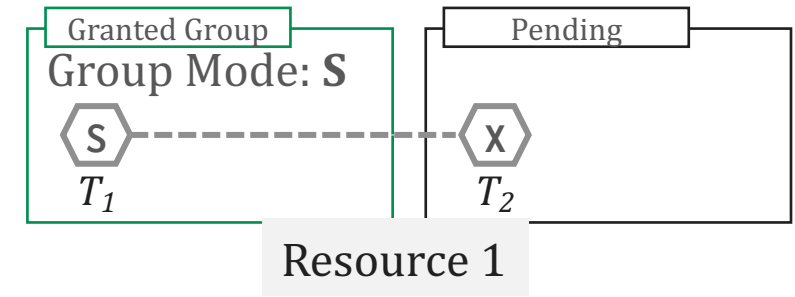 Granted Group
Pending
Group Mode: S
S
X
T1
T2
Resource 1